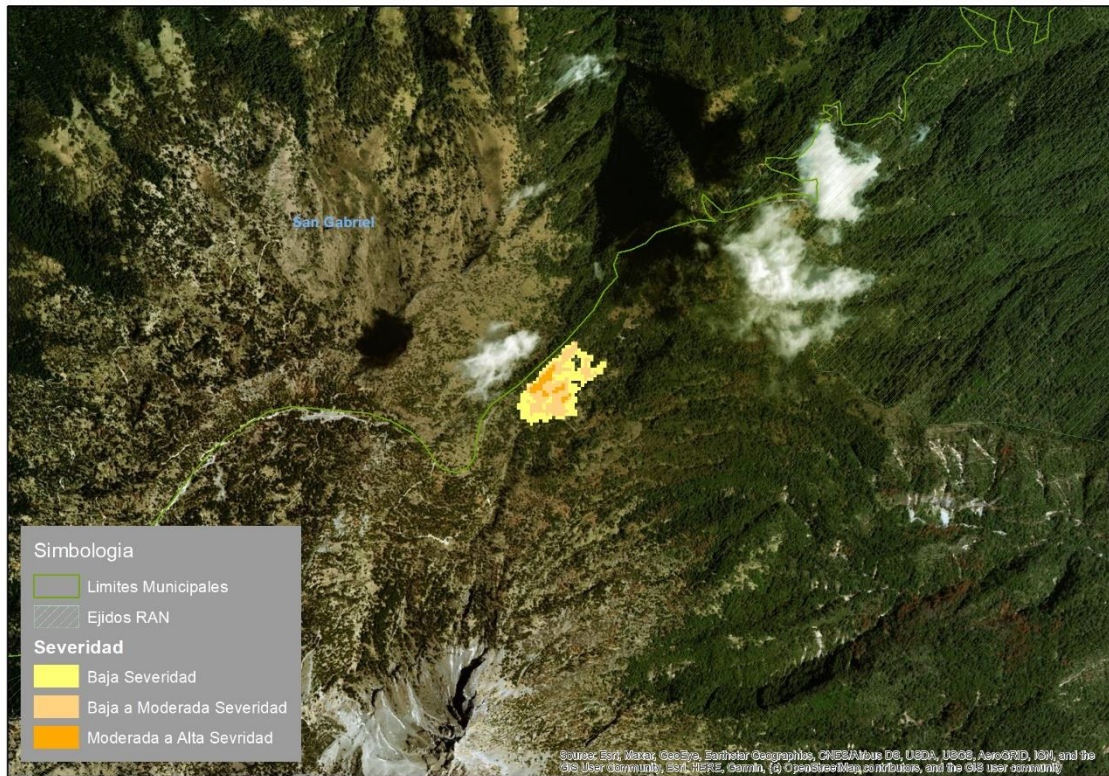 San Gabriel
Simbologia
Limites Municipales
Ejidos RAN
Severidad
Baja Severidad
Baja a Moderada Severidad
Moderada a Alta Sevridad
Source: Esri, Maxar, GeoEye, Earthstar Geographics, CNES/Airbus DS, USDA, USGS, AeroGRID, IGN, and the
GIS User Community, Esri, HERE, Garmin, (c) OpenStreetMap contributors, and the GIS user community